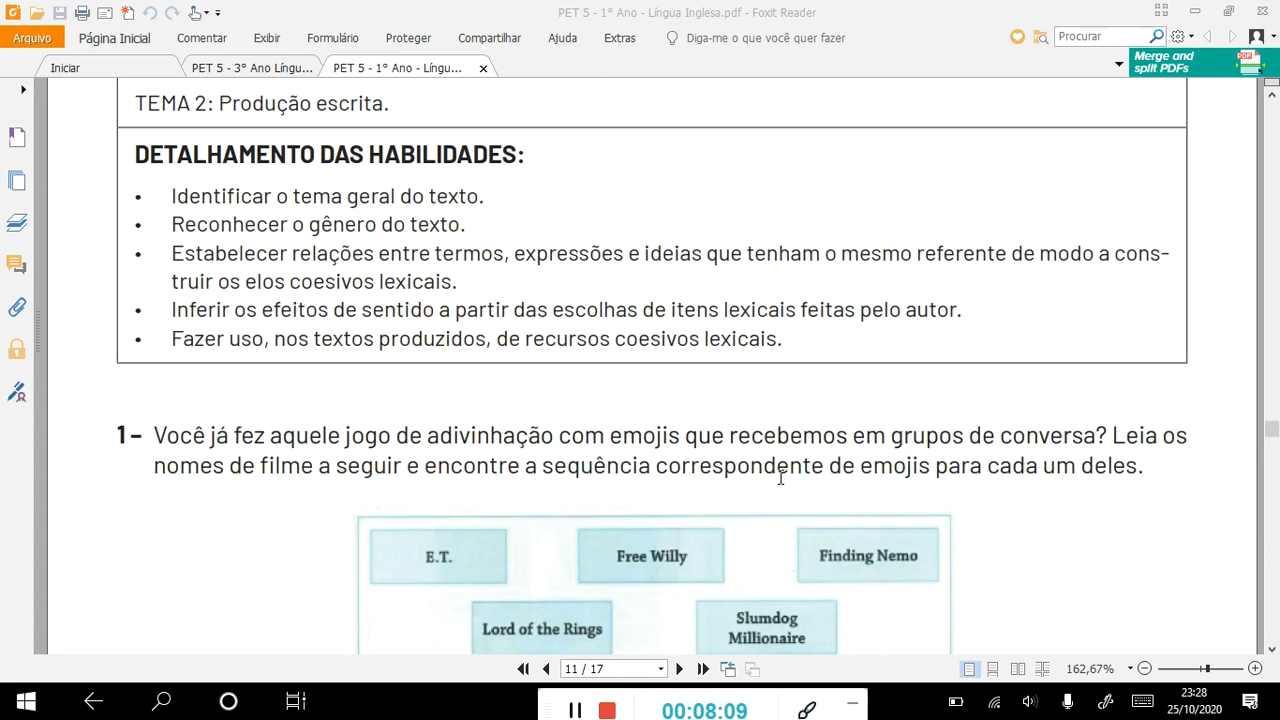 PET 5 - 1° Ano - Língua Inglesa.pdf - Foxit Reader
Arquivo Página Inicial Comentar Exibir Formulário Proteger Compartilhar Ajuda Extras Diga-me o que você quer fazer Procurar
Iniciar PET 5 - 3° Ano Língu... PET 5 - 1° Ano - Língu... Merge and
split PDFs
TEMA 2: Produção escrita.
DETALHAMENTO DAS HABILIDADES:
• Identificar o tema geral do texto.
• Reconhecer o gênero do texto.
• Estabelecer relações entre termos, expressões e ideias que tenham o mesmo referente de modo a cons-
truir os elos coesivos lexicais.
• Inferir os efeitos de sentido a partir das escolhas de itens lexicais feitas pelo autor.
• Fazer uso, nos textos produzidos, de recursos coesivos lexicais.
1 – Você já fez aquele jogo de adivinhação com emojis que recebemos em grupos de conversa? Leia os
nomes de filme a seguir e encontre a sequência correspondente de emojis para cada um deles.
E.T. Free Willy Finding Nemo
Lord of the Rings Slumdog
Millionaire
11 / 17 162,67%
00:08:09
23:28
25/10/2020